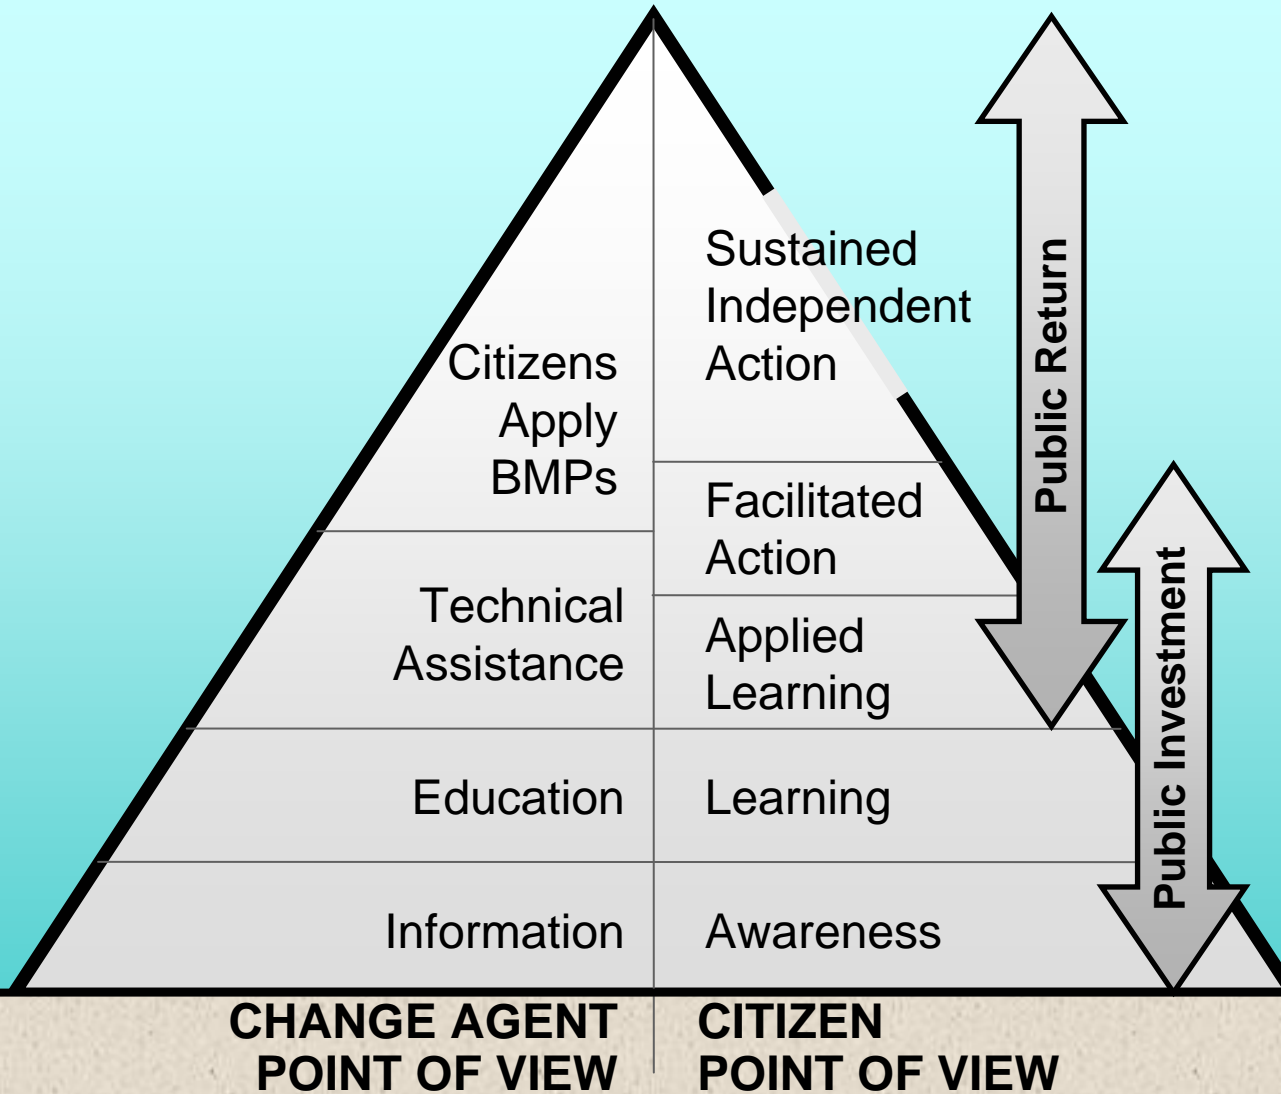 Citizens
Apply
BMPs
Technical
Assistance
Education
Information
Sustained
Independent
Action
Facilitated
Action
Applied
Learning
Learning
Awareness
Public Return
Public Investment
CHANGE AGENT
POINT OF VIEW
CITIZEN
POINT OF VIEW